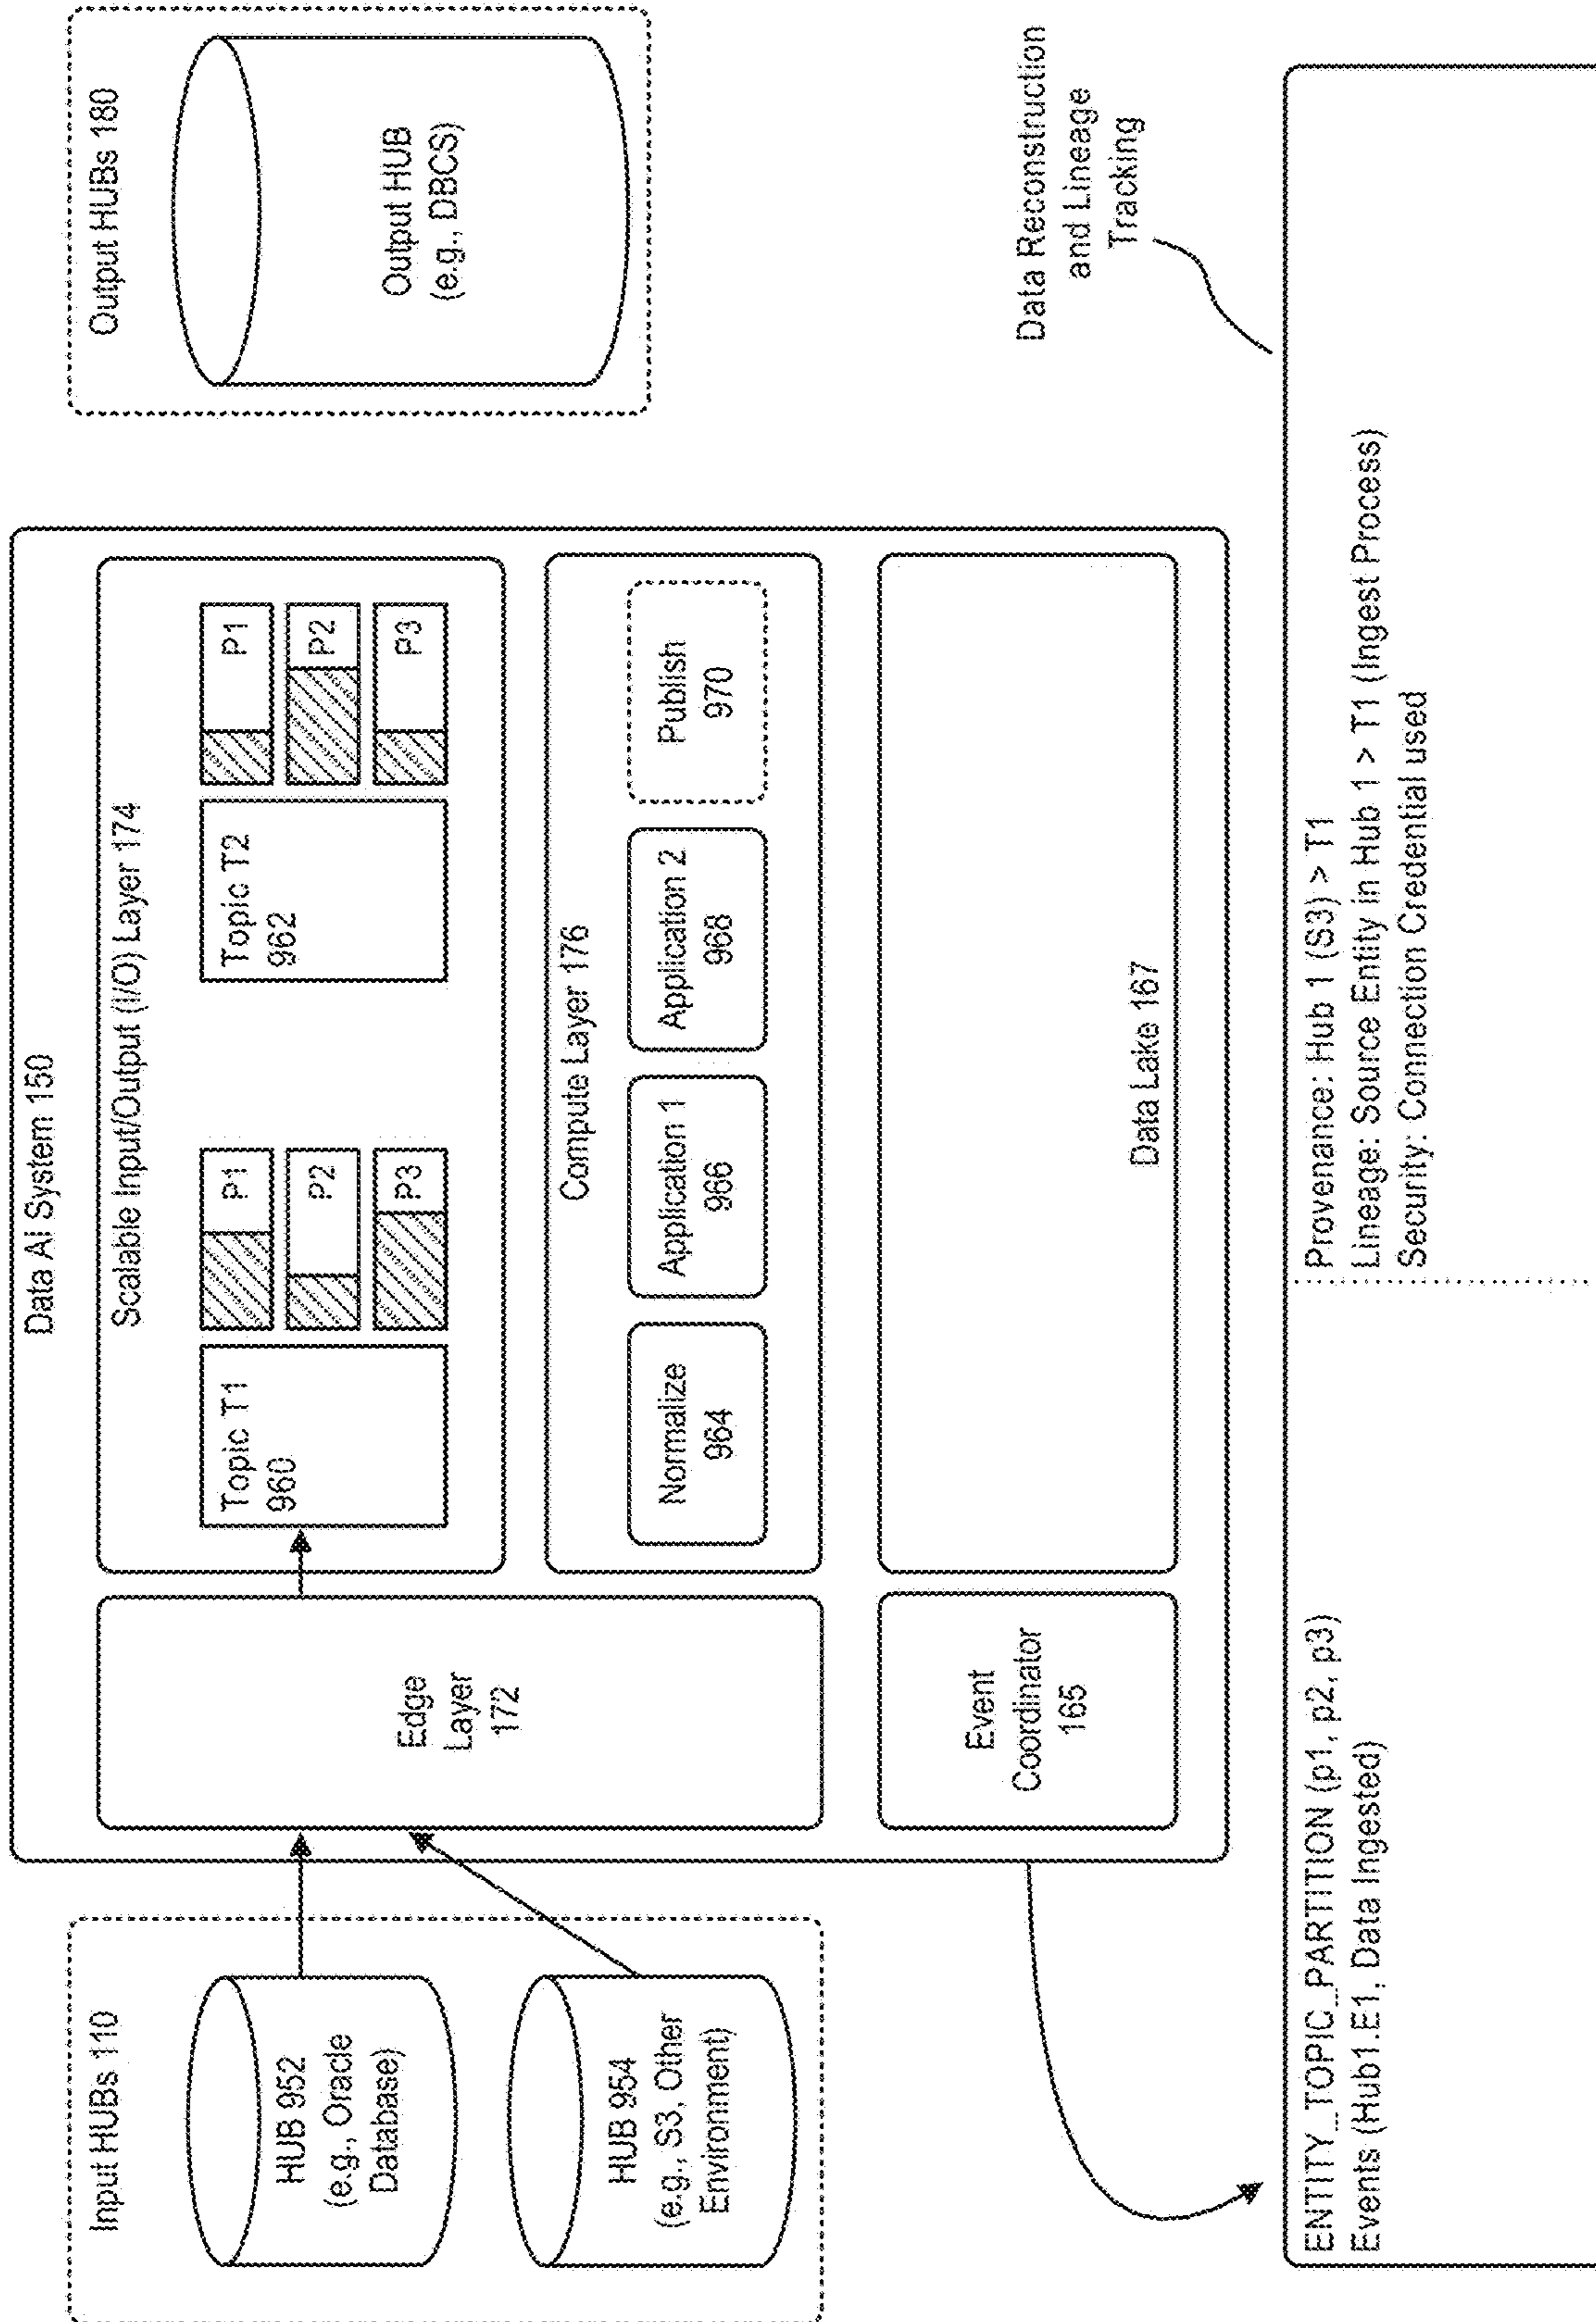 Data AI System 150
Input HUBs 110
HUB 952
(e.g., Oracle
Database)
HUB 954
(e.g., S3, Other
Environment)
Edge
Layer
172
Event
Coordinator
165
Scalable Input/Output (I/O) Layer 174
Topic T1
960
P1
P2
P3
Topic T2
962
P1
P2
P3
Compute Layer 176
Normalize
964
Application 1
966
Application 2
968
Publish
970
Data Lake 167
Output HUBs 180
Output HUB
(e.g., DBCS)
Data Reconstruction
and Lineage
Tracking
ENTITY_TOPIC_PARTITION (p1, p2, p3)
Events (Hub1.E1, Data Ingested)
Provenance: Hub 1 (S3) > T1
Lineage: Source Entity in Hub 1 > T1 (Ingest Process)
Security: Connection Credential used